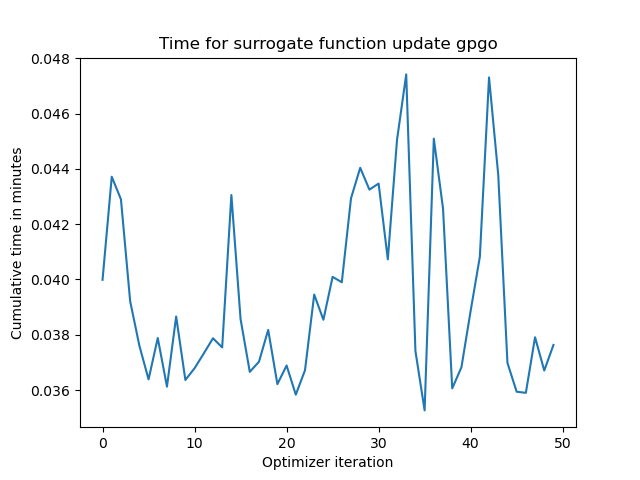 Time for surrogate function update gpgo
Cumulative time in minutes
0.048
0.046
0.044
0.042
0.040
0.038
0.036
0 10 20 30 40 50
Optimizer iteration